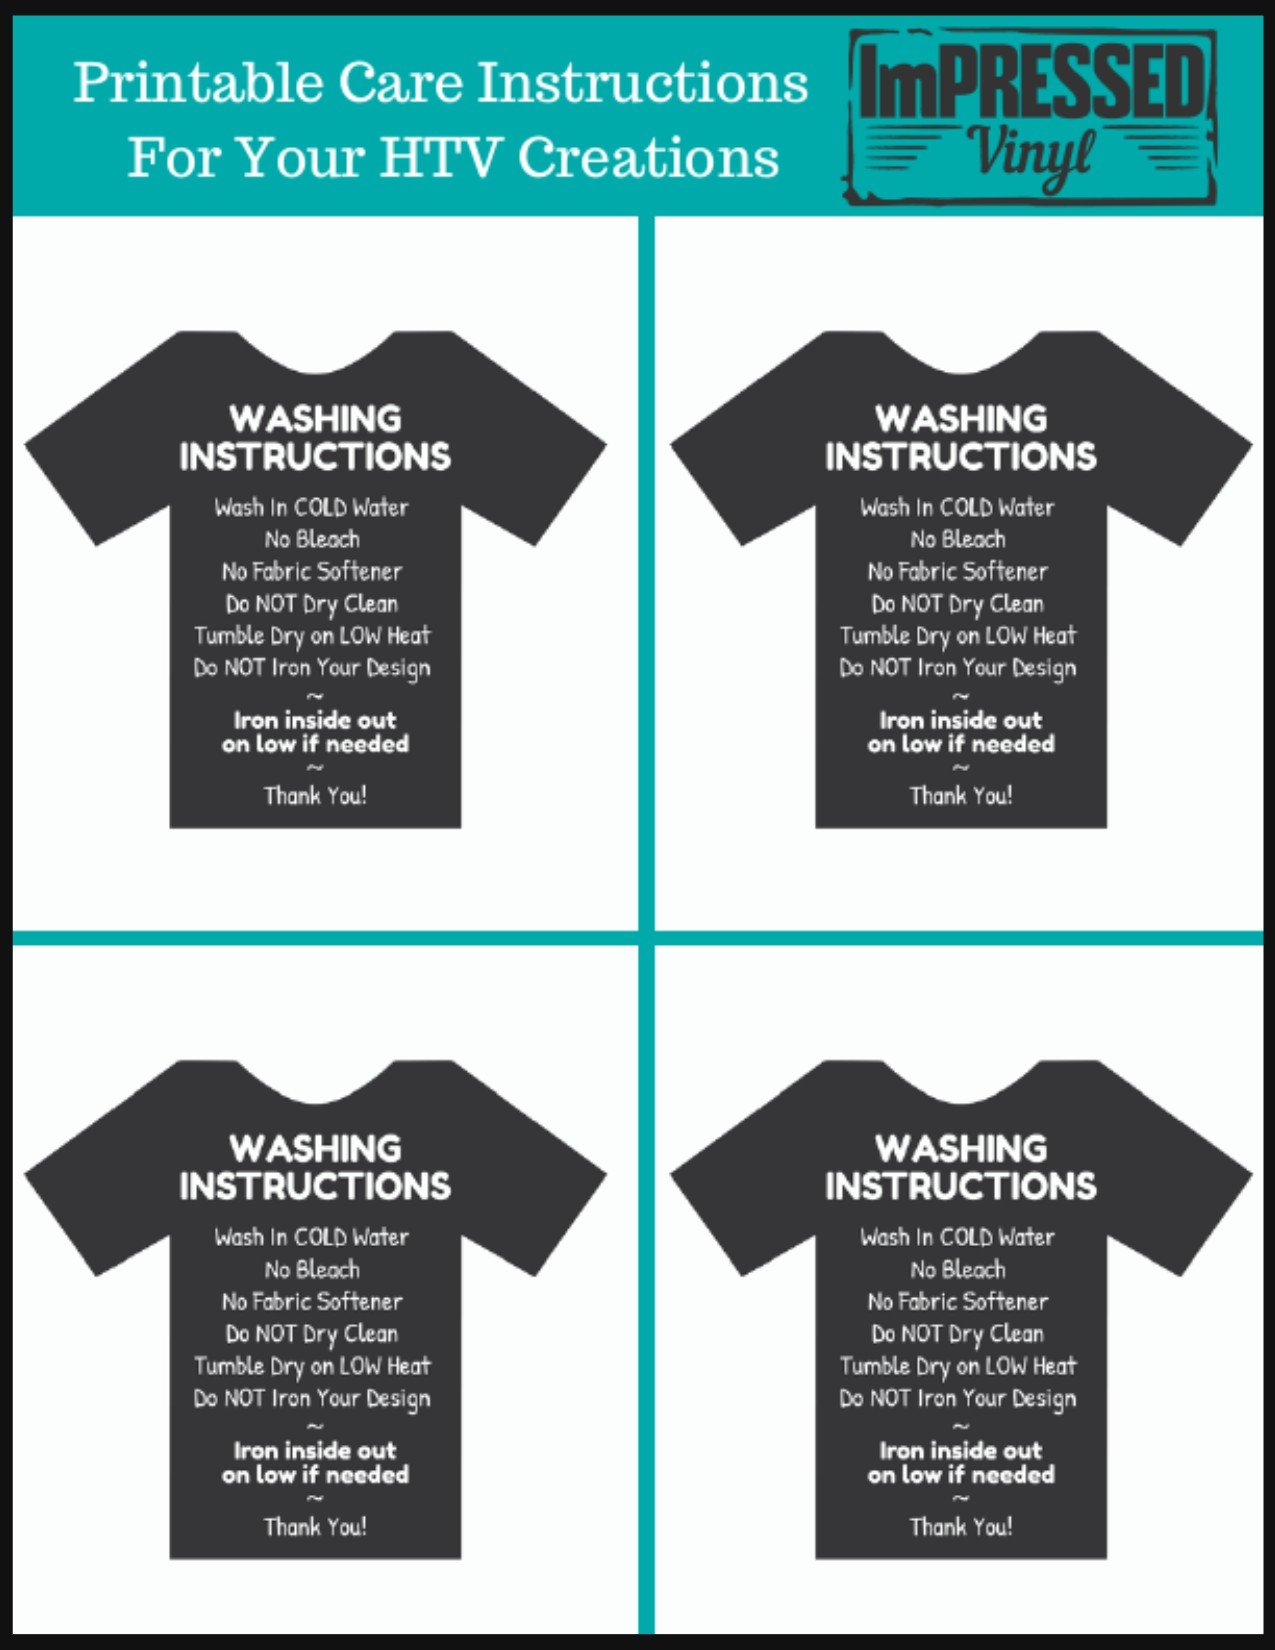 Printable Care Instructions
For Your HTV Creations
ImPRESSED
Vinyl
WASHING
INSTRUCTIONS
Wash In COLD Water
No Bleach
No Fabric Softener
Do NOT Dry Clean
Tumble Dry on LOW Heat
Do NOT Iron Your Design
~
Iron inside out
on low if needed
~
Thank You!
WASHING
INSTRUCTIONS
Wash In COLD Water
No Bleach
No Fabric Softener
Do NOT Dry Clean
Tumble Dry on LOW Heat
Do NOT Iron Your Design
~
Iron inside out
on low if needed
~
Thank You!
WASHING
INSTRUCTIONS
Wash In COLD Water
No Bleach
No Fabric Softener
Do NOT Dry Clean
Tumble Dry on LOW Heat
Do NOT Iron Your Design
~
Iron inside out
on low if needed
~
Thank You!
WASHING
INSTRUCTIONS
Wash In COLD Water
No Bleach
No Fabric Softener
Do NOT Dry Clean
Tumble Dry on LOW Heat
Do NOT Iron Your Design
~
Iron inside out
on low if needed
~
Thank You!